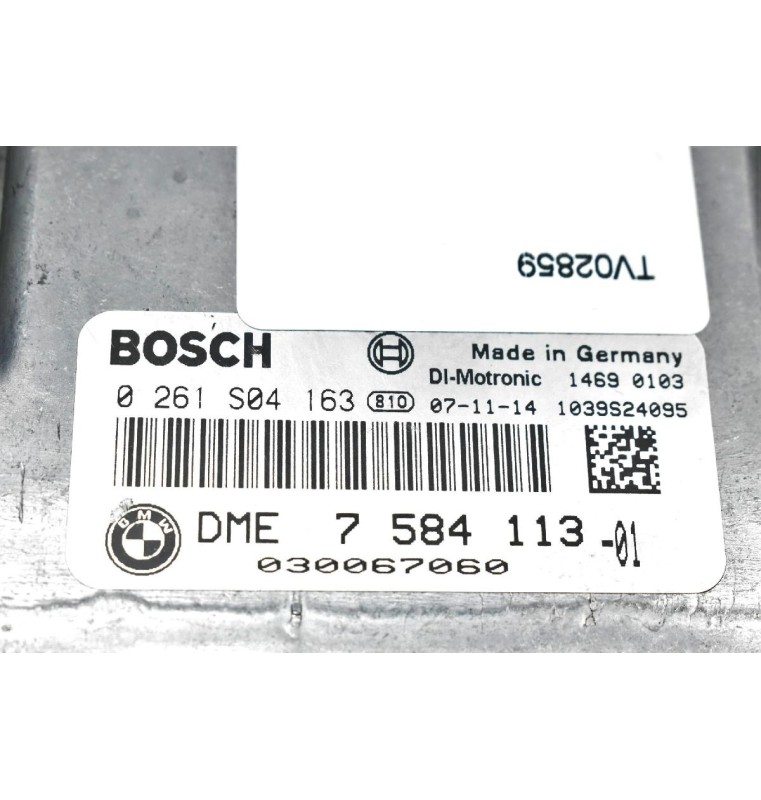 TV02859
BOSCH
Made in Germany
DI-Motronic 1469 0103
0 261 S04 163 810 07-11-14 1039S24095
BMW
DME 7 584 113 -01
030067060